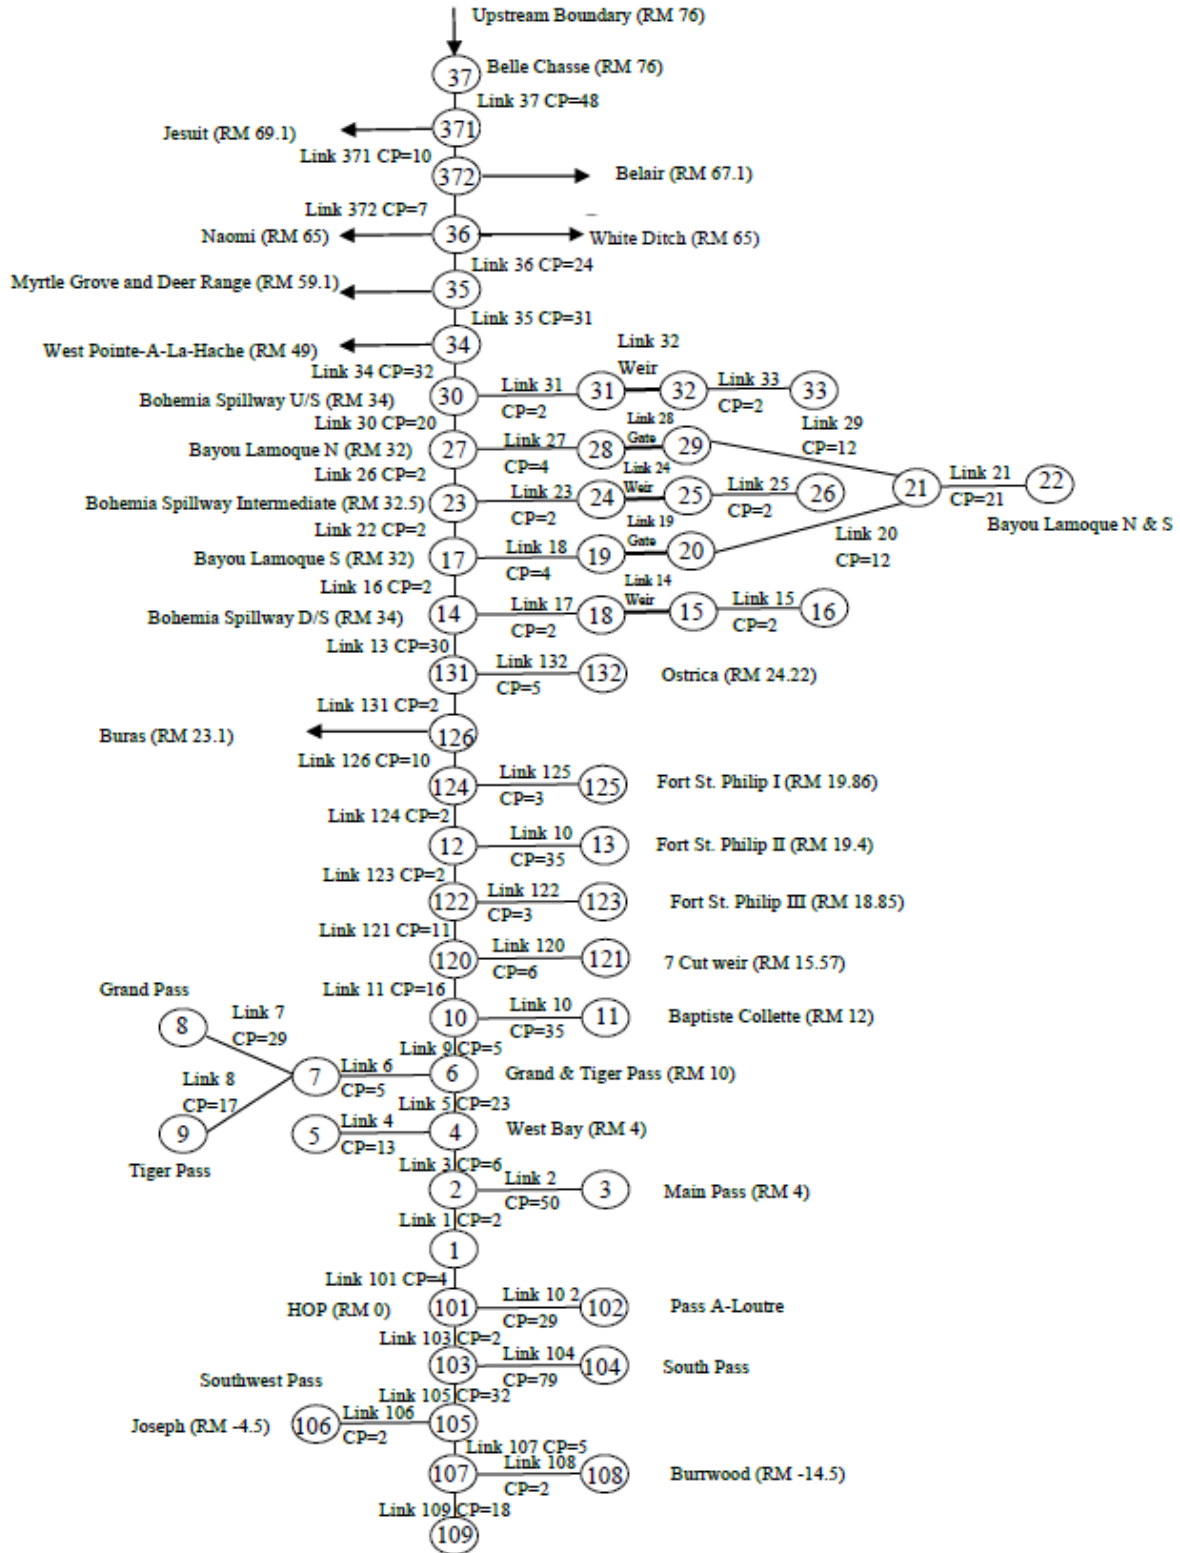 Upstream Boundary (RM 76)
37
Belle Chasse (RM 76)
Link 37 CP=48
Jesuit (RM 69.1)
371
Link 371 CP=10
372
Belair (RM 67.1)
Link 372 CP=7
Naomi (RM 65)
36
White Ditch (RM 65)
Link 36 CP=24
Myrtle Grove and Deer Range (RM 59.1)
35
Link 35 CP=31
West Pointe-A-La-Hache (RM 49)
34
Link 34 CP=32
Link 32
Weir
Bohemia Spillway U/S (RM 34)
30
Link 31
CP=2
31
32
Link 33
CP=2
33
Link 30 CP=20
Bayou Lamoque N (RM 32)
27
Link 27
CP=4
28
Link 28
Gate
29
Link 29
CP=12
Link 26 CP=2
Bohemia Spillway Intermediate (RM 32.5)
23
Link 23
CP=2
24
Link 24
Weir
25
Link 25
CP=2
26
21
Link 21
CP=21
22
Bayou Lamoque N & S
Link 22 CP=2
Bayou Lamoque S (RM 32)
17
Link 18
CP=4
19
Link 19
Gate
20
Link 20
CP=12
Link 16 CP=2
Bohemia Spillway D/S (RM 34)
14
Link 17
CP=2
18
Link 14
Weir
15
Link 15
CP=2
16
Link 13 CP=30
131
Link 132
CP=5
132
Ostrica (RM 24.22)
Link 131 CP=2
Buras (RM 23.1)
126
Link 126 CP=10
124
Link 125
CP=3
125
Fort St. Philip I (RM 19.86)
Link 124 CP=2
12
Link 10
CP=35
13
Fort St. Philip II (RM 19.4)
Link 123 CP=2
122
Link 122
CP=3
123
Fort St. Philip III (RM 18.85)
Link 121 CP=11
120
Link 120
CP=6
121
7 Cut weir (RM 15.57)
Link 11 CP=16
10
Link 10
CP=35
11
Baptiste Collette (RM 12)
Grand Pass
8
Link 7
CP=29
Link 9 CP=5
7
Link 6
CP=5
6
Grand & Tiger Pass (RM 10)
Link 8
CP=17
9
Tiger Pass
Link 5 CP=23
5
Link 4
CP=13
4
West Bay (RM 4)
Link 3 CP=6
2
Link 2
CP=50
3
Main Pass (RM 4)
Link 1 CP=2
1
Link 101 CP=4
HOP (RM 0)
101
Link 10 2
CP=29
102
Pass A-Loutre
Link 103 CP=2
103
Link 104
CP=79
104
South Pass
Southwest Pass
Link 105 CP=32
Joseph (RM -4.5)
106
Link 106
CP=2
105
Link 107 CP=5
107
Link 108
CP=2
108
Burrwood (RM -14.5)
Link 109 CP=18
109